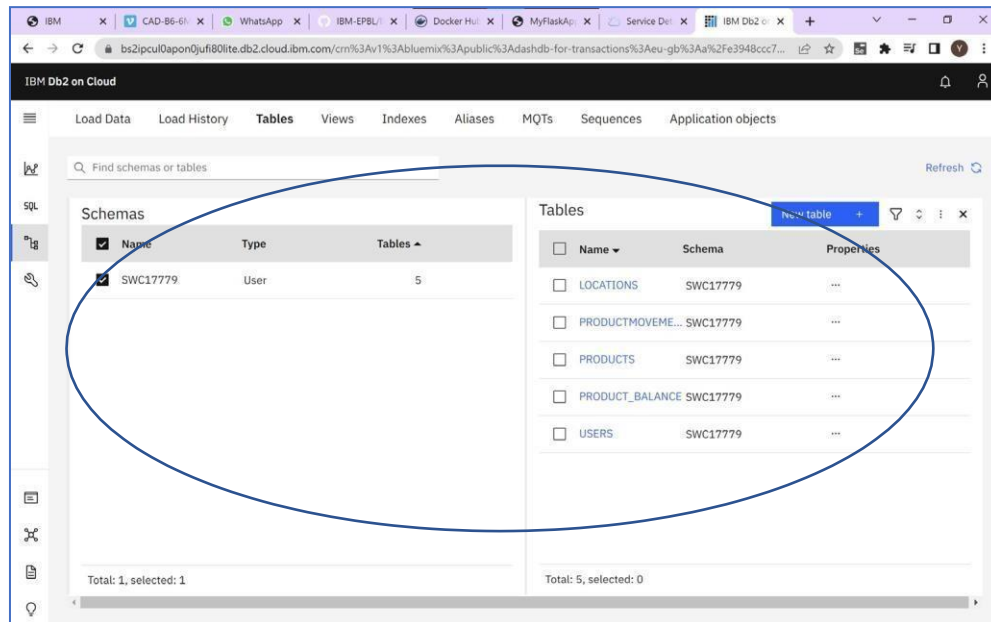 IBM
CAD-B6-6N
WhatsApp
IBM-EPBL/I
Docker Hu
MyFlaskAp
Service Det
IBM Db2 o
bs2ipcul0apon0jufi80lite.db2.cloud.ibm.com/crn%3Av1%3Abluemix%3Apublic%3Adashdb-for-transactions%3Aeu-gb%3Aa%2Fe3948ccc7...
Y
IBM Db2 on Cloud
Load Data Load History Tables Views Indexes Aliases MQTs Sequences Application objects
Find schemas or tables
Refresh
SQL
Schemas
Name Type Tables
SWC17779 User 5
Total: 1, selected: 1
Tables
New table +
Name Schema Properties
LOCATIONS SWC17779 ...
PRODUCTMOVEME... SWC17779 ...
PRODUCTS SWC17779 ...
PRODUCT_BALANCE SWC17779 ...
USERS SWC17779 ...
Total: 5, selected: 0